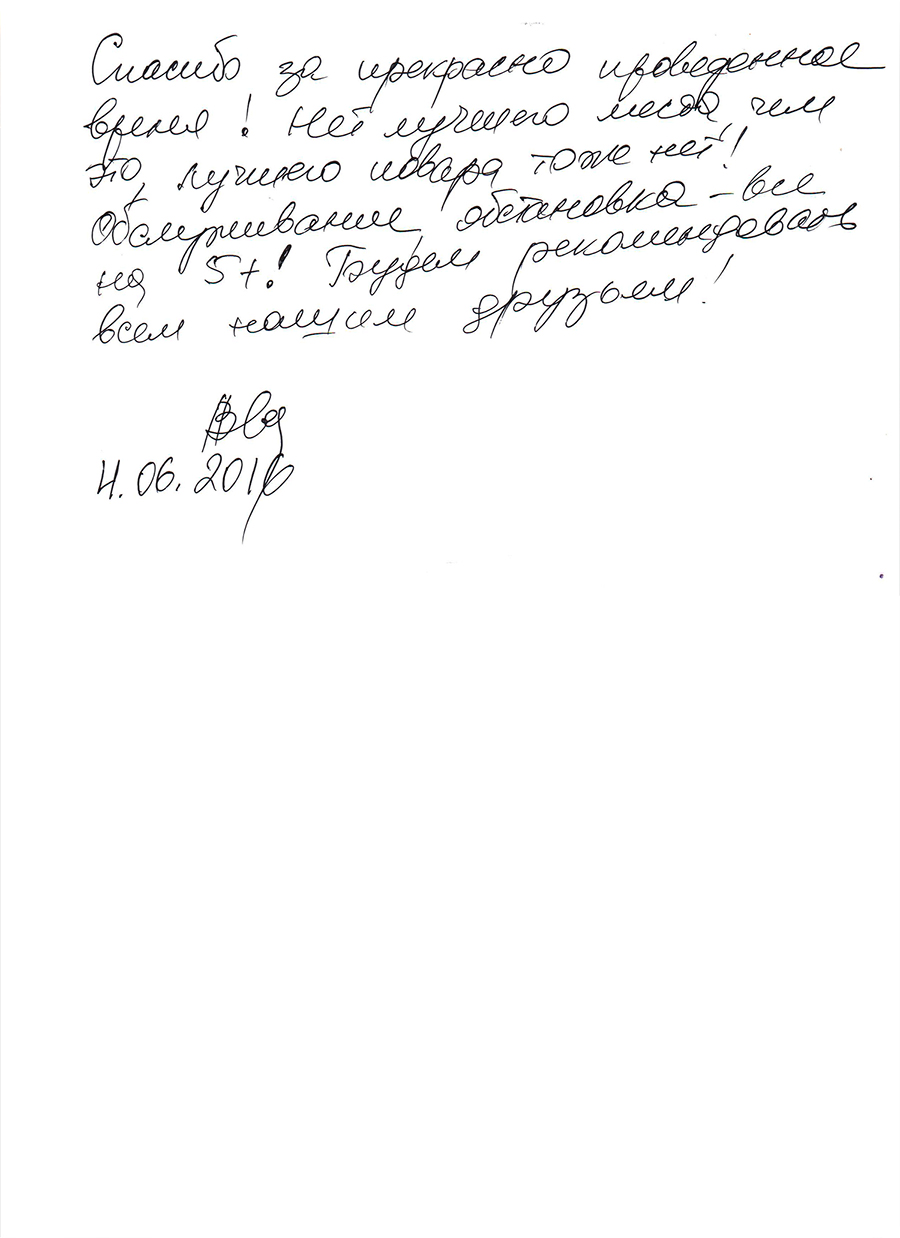 Спасибо за прекрасно проведенное
время! Нет лучшего места, чем
это, лучшего повара тоже нет!
Обслуживание, обстановка - все
на 5+! Будем рекомендовать
всем нашим друзьям!
4.06.2016